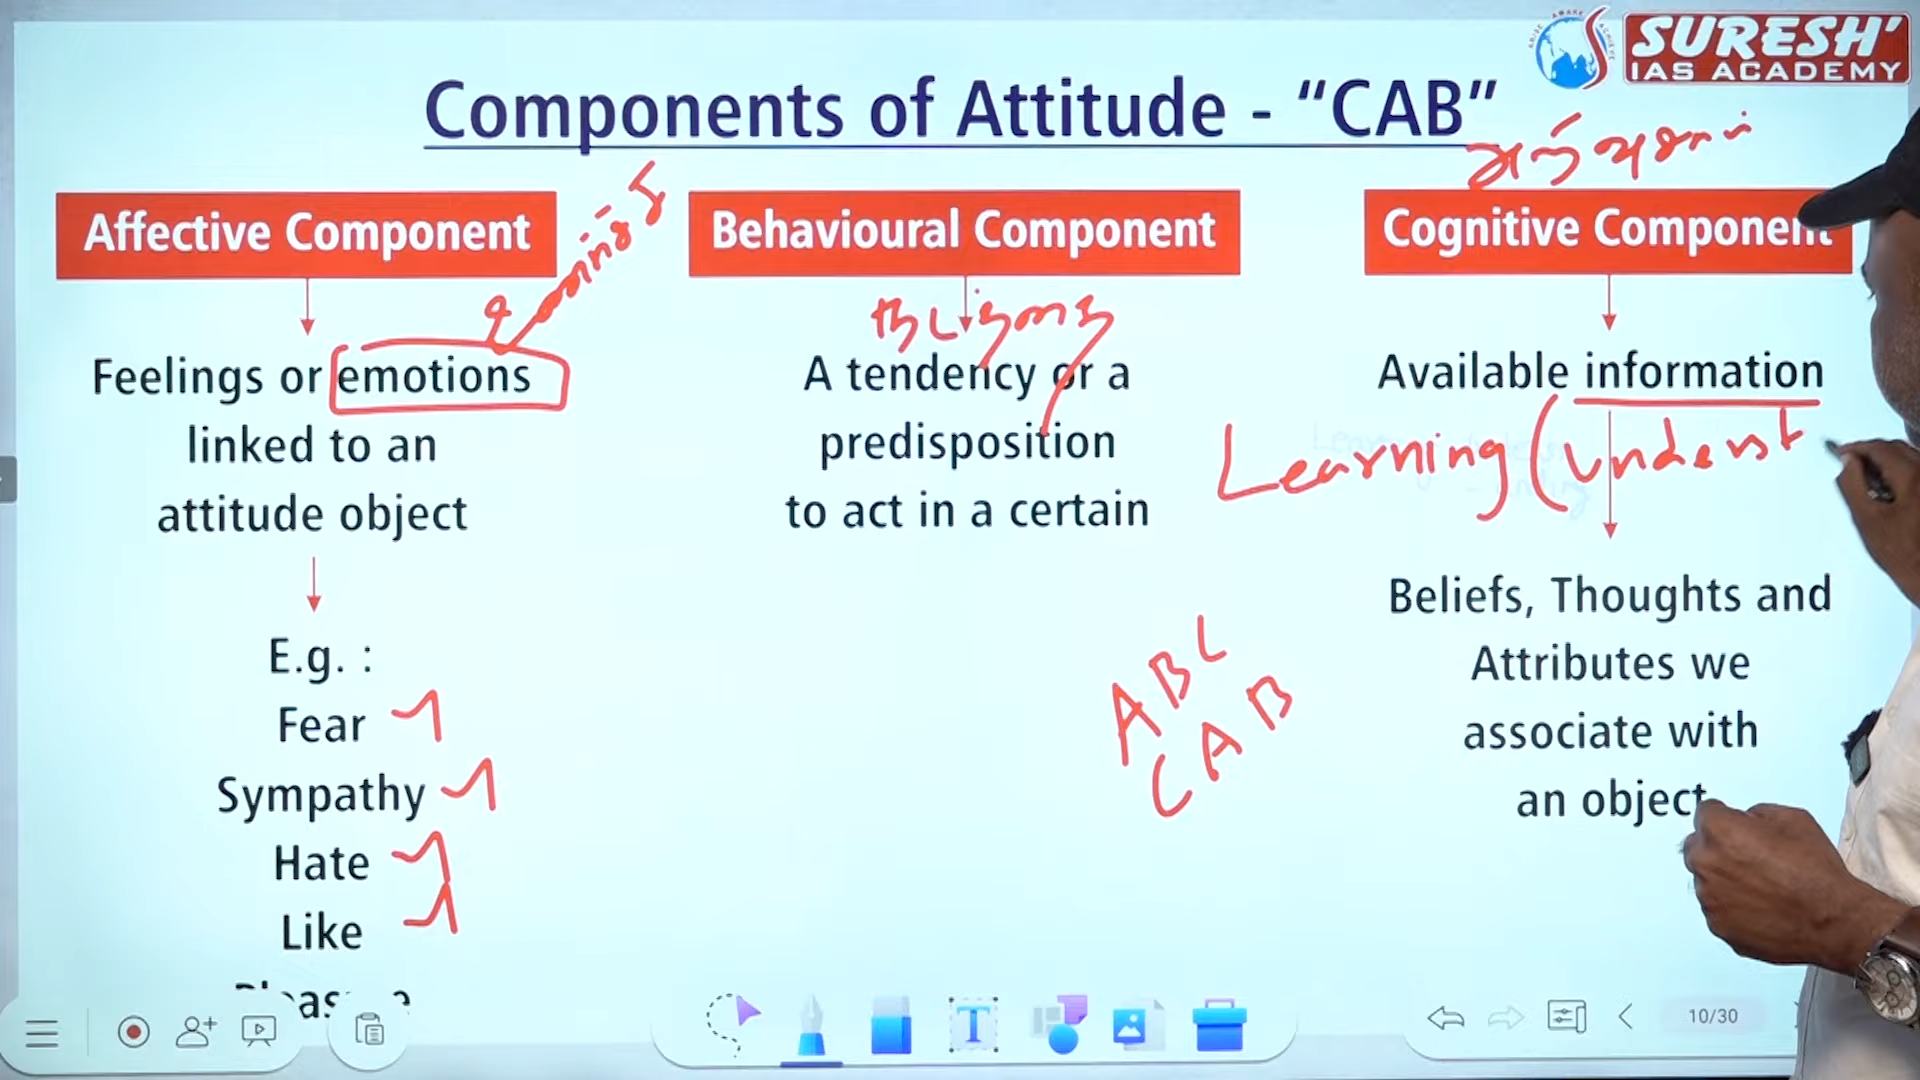 SURESH'
IAS ACADEMY
Components of Attitude - “CAB”
Affective Component
Feelings or emotions
linked to an
attitude object
E.g. :
Fear
Sympathy
Hate
Like
Behavioural Component
A tendency or a
predisposition
to act in a certain
ABC
CAB
Cognitive Component
Available information
Learning (underst
Beliefs, Thoughts and
Attributes we
associate with
an object
10/30